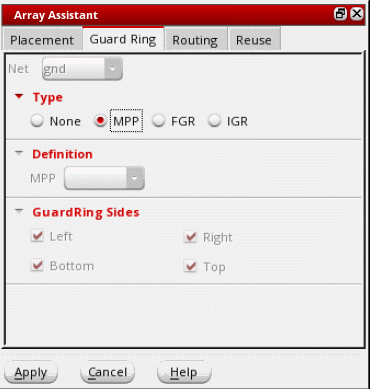 Array Assistant
Placement Guard Ring Routing Reuse
Net gnd
Type
None MPP FGR IGR
Definition
MPP
GuardRing Sides
Left Right
Bottom Top
Apply Cancel Help